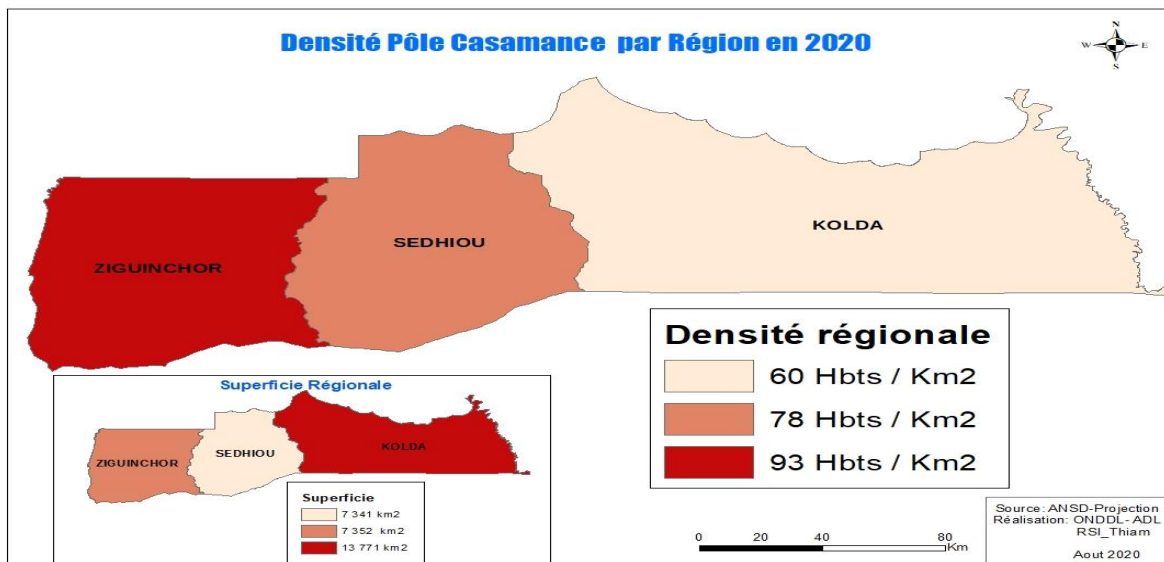 Densité Pôle Casamance par Région en 2020
N
W E
S
ZIGUINCHOR
SEDHIOU
KOLDA
Densité régionale
60 Hbts / Km2
78 Hbts / Km2
93 Hbts / Km2
Superficie Régionale
ZIGUINCHOR
SEDHIOU
KOLDA
Superficie
7 341 km2
7 352 km2
13 771 km2
0 20 40 60 80
Km
Source: ANSD-Projection
Réalisation: ONDDL- ADL
RSI_Thiam
Aout 2020